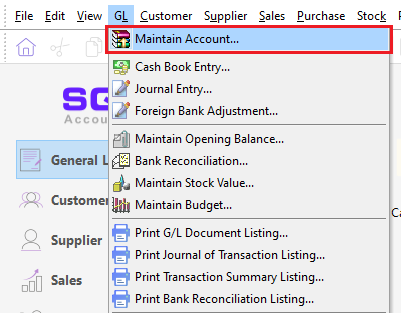 File Edit View GL Customer Supplier Sales Purchase Stock
Maintain Account...
Cash Book Entry...
Journal Entry...
Foreign Bank Adjustment...
Maintain Opening Balance...
Bank Reconciliation...
Maintain Stock Value...
Maintain Budget...
Print G/L Document Listing...
Print Journal of Transaction Listing...
Print Transaction Summary Listing...
Print Bank Reconciliation Listing...
SQ
Accou
General L
Custome
Supplier
Sales
Ca